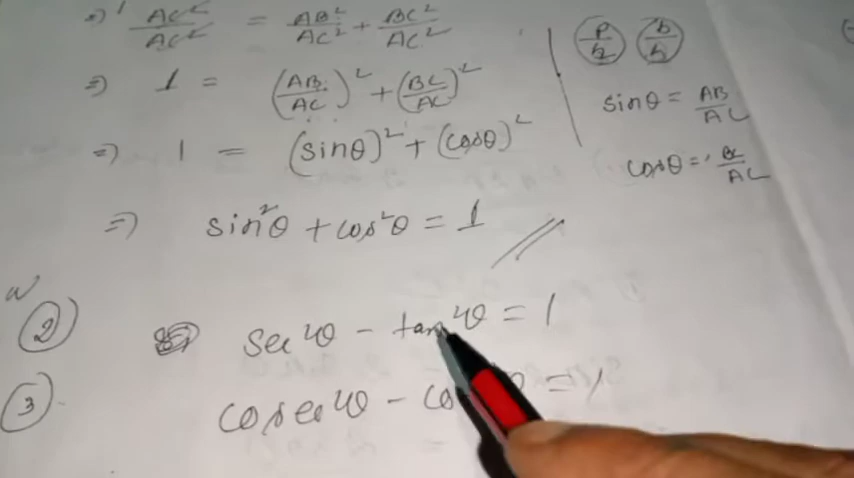 => AC²/AC² = AB²/AC² + BC²/AC²
=> 1 = (AB/AC)² + (BC/AC)²
=> 1 = (sinθ)² + (cosθ)²
=> sin²θ + cos²θ = 1
P/h b/h
sinθ = AB/AC
cosθ = BC/AC
2) sec²θ - tan²θ = 1
3) cosec²θ - co = 1